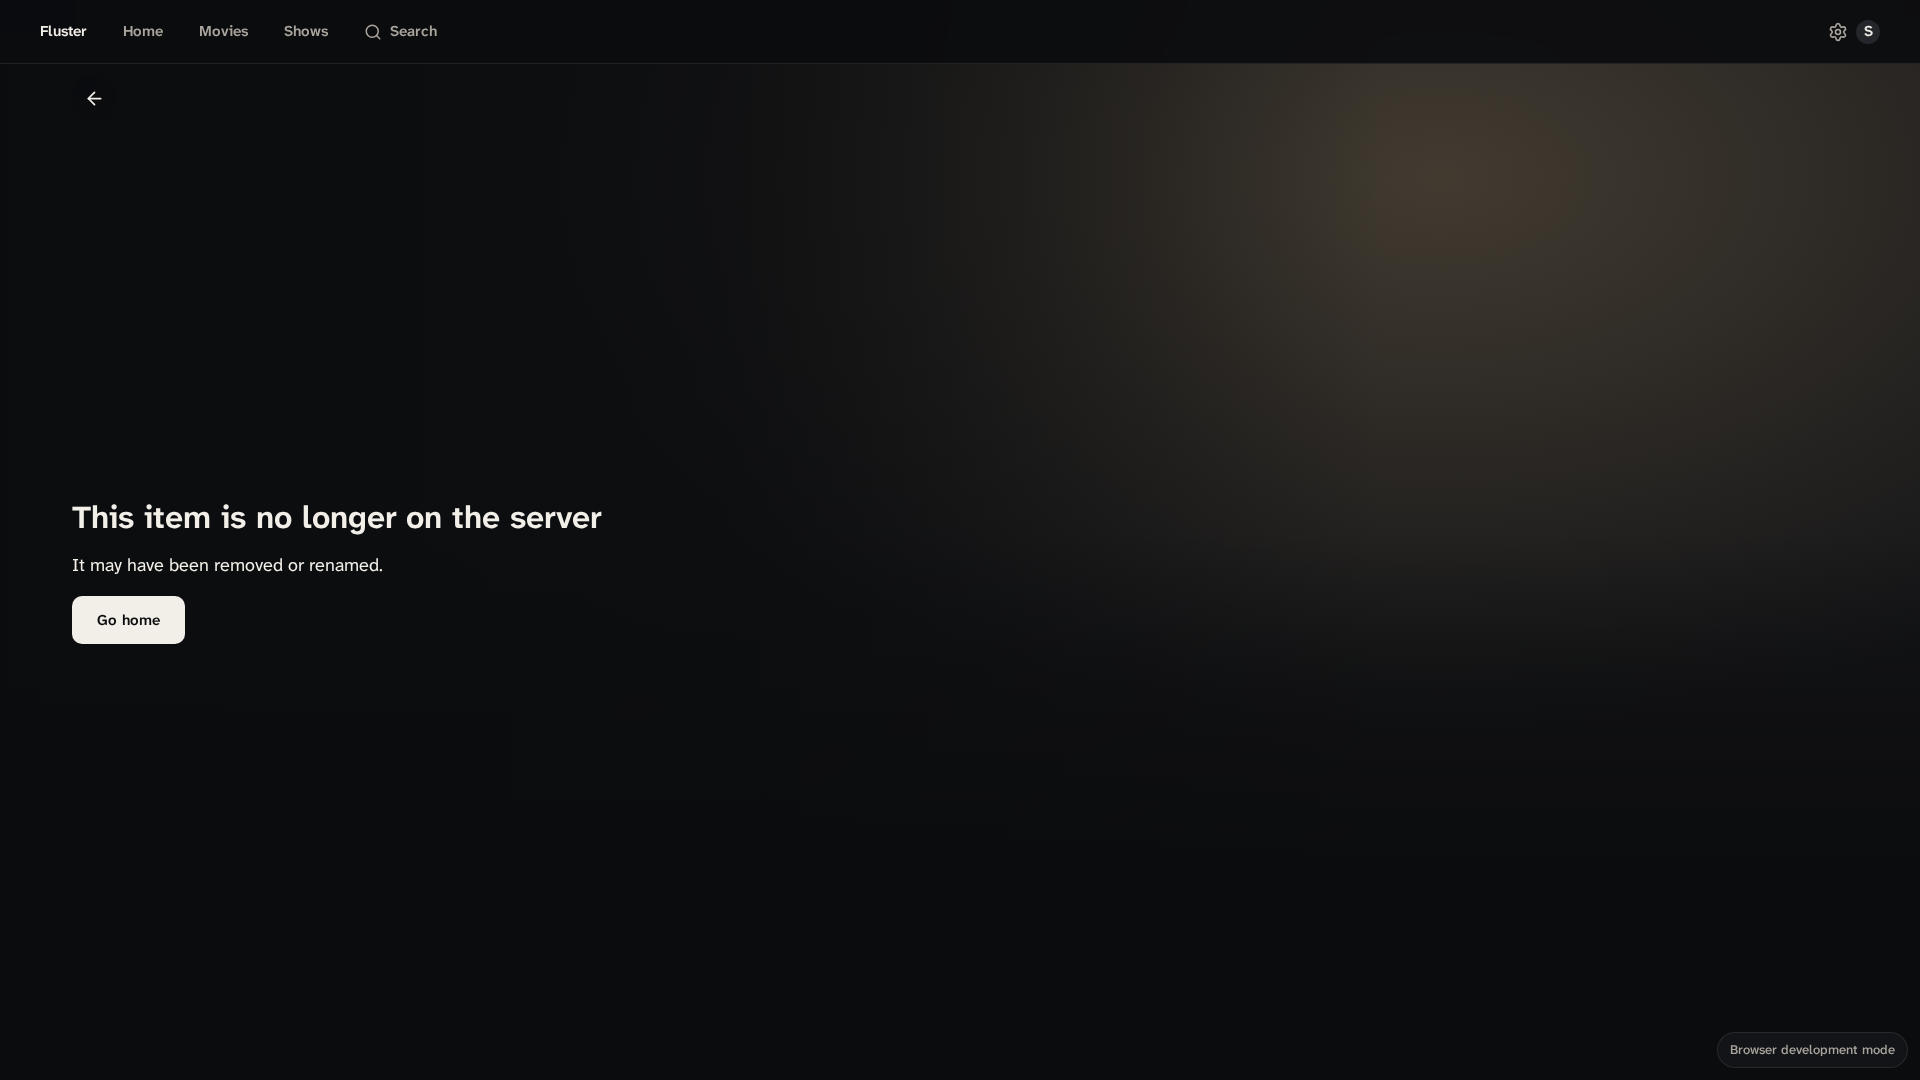 Fluster
Home
Movies
Shows
Search
S
This item is no longer on the server
It may have been removed or renamed.
Go home
Browser development mode